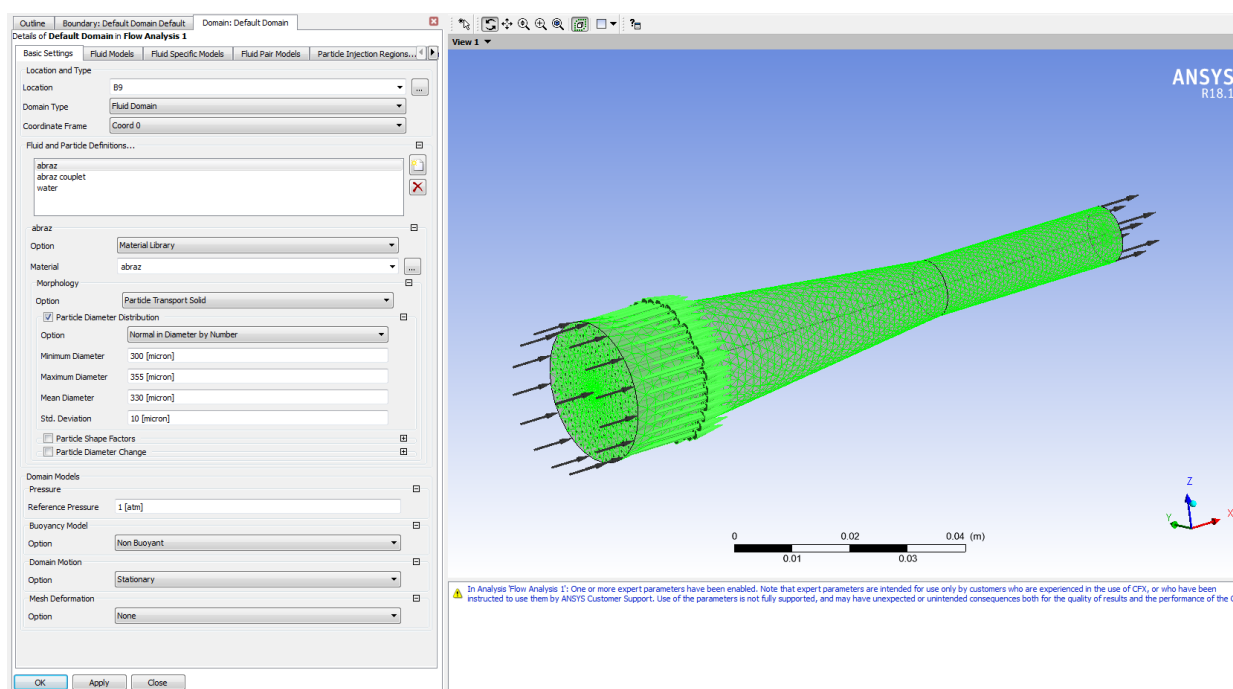 Outline Boundary: Default Domain Default Domain: Default Domain
Details of Default Domain in Flow Analysis 1
Basic Settings Fluid Models Fluid Specific Models Fluid Pair Models Particle Injection Regions...
Location and Type
Location B9 ...
Domain Type Fluid Domain
Coordinate Frame Coord 0
Fluid and Particle Definitions...
abraz
abraz couplet
water
abraz
Option Material Library
Material abraz ...
Morphology
Option Particle Transport Solid
Particle Diameter Distribution
Option Normal in Diameter by Number
Minimum Diameter 300 [micron]
Maximum Diameter 355 [micron]
Mean Diameter 330 [micron]
Std. Deviation 10 [micron]
Particle Shape Factors
Particle Diameter Change
Domain Models
Pressure
Reference Pressure 1 [atm]
Buoyancy Model
Option Non Buoyant
Domain Motion
Option Stationary
Mesh Deformation
Option None
OK Apply Close
View 1
ANSYS
R18.1
Z
Y X
0 0.02 0.04 (m)
0.01 0.03
In Analysis 'Flow Analysis 1': One or more expert parameters have been enabled. Note that expert parameters are intended for use only by customers who are experienced in the use of CFX, or who have been
instructed to use them by ANSYS Customer Support. Use of the parameters is not fully supported, and may have unexpected or unintended consequences both for the quality of results and the performance of the